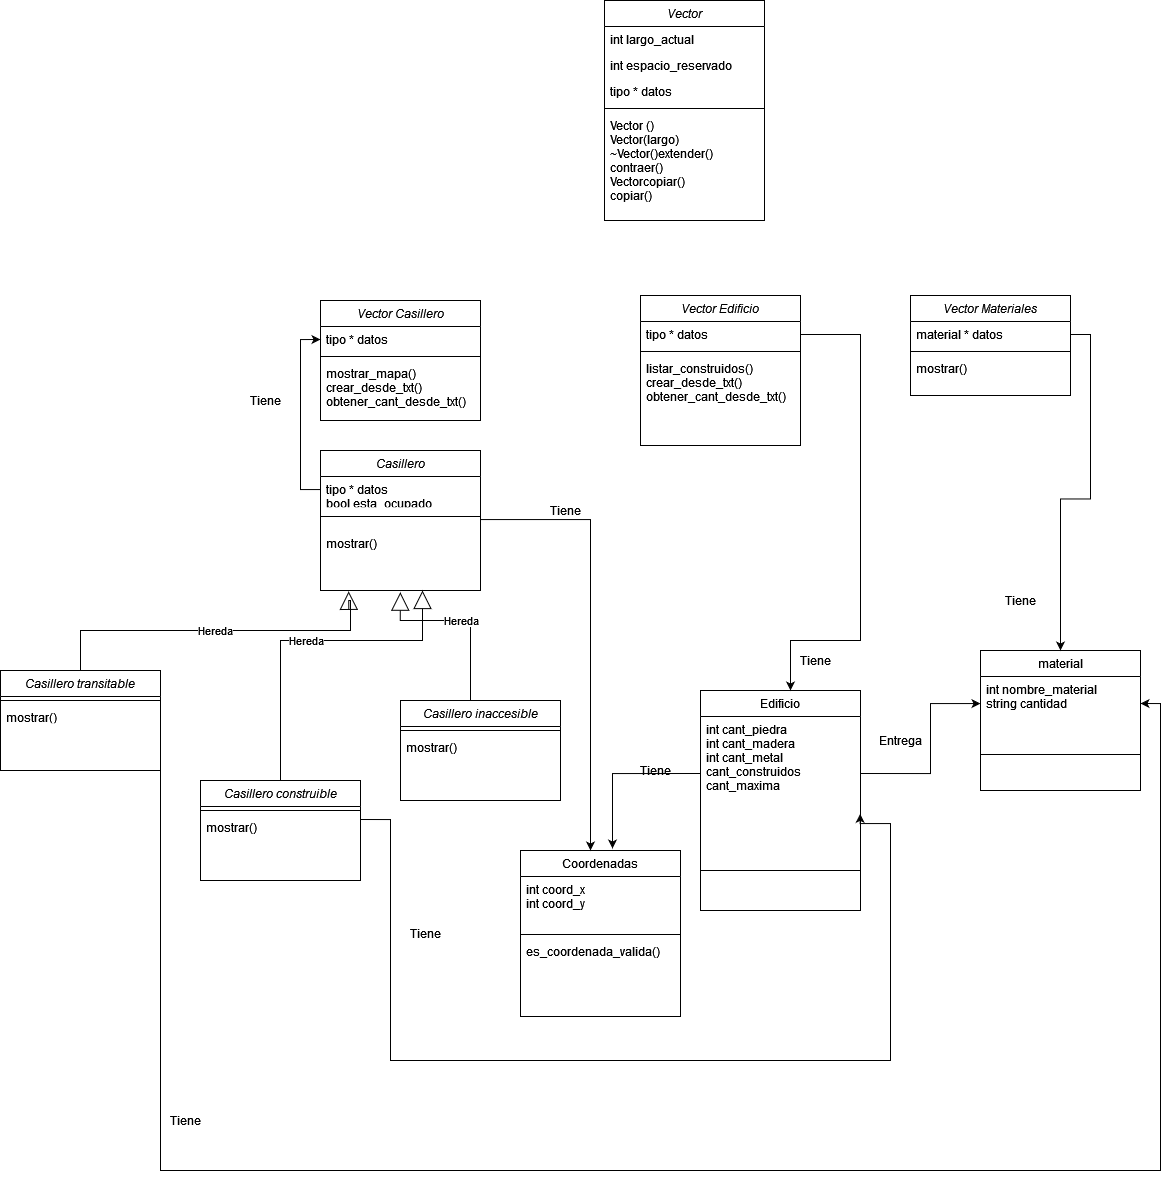 Vector
int largo_actual
int espacio_reservado
tipo * datos
Vector ()
Vector(largo)
~Vector()extender()
contraer()
Vectorcopiar()
copiar()
Vector Casillero
tipo * datos
mostrar_mapa()
crear_desde_txt()
obtener_cant_desde_txt()
Vector Edificio
tipo * datos
listar_construidos()
crear_desde_txt()
obtener_cant_desde_txt()
Vector Materiales
material * datos
mostrar()
Tiene
Casillero
tipo * datos
bool esta_ocupado
mostrar()
Tiene
Tiene
Hereda
Hereda
Hereda
Tiene
Casillero transitable
mostrar()
Casillero inaccesible
mostrar()
Casillero construible
mostrar()
Edificio
int cant_piedra
int cant_madera
int cant_metal
cant_construidos
cant_maxima
material
int nombre_material
string cantidad
Entrega
Tiene
Coordenadas
int coord_x
int coord_y
es_coordenada_valida()
Tiene
Tiene